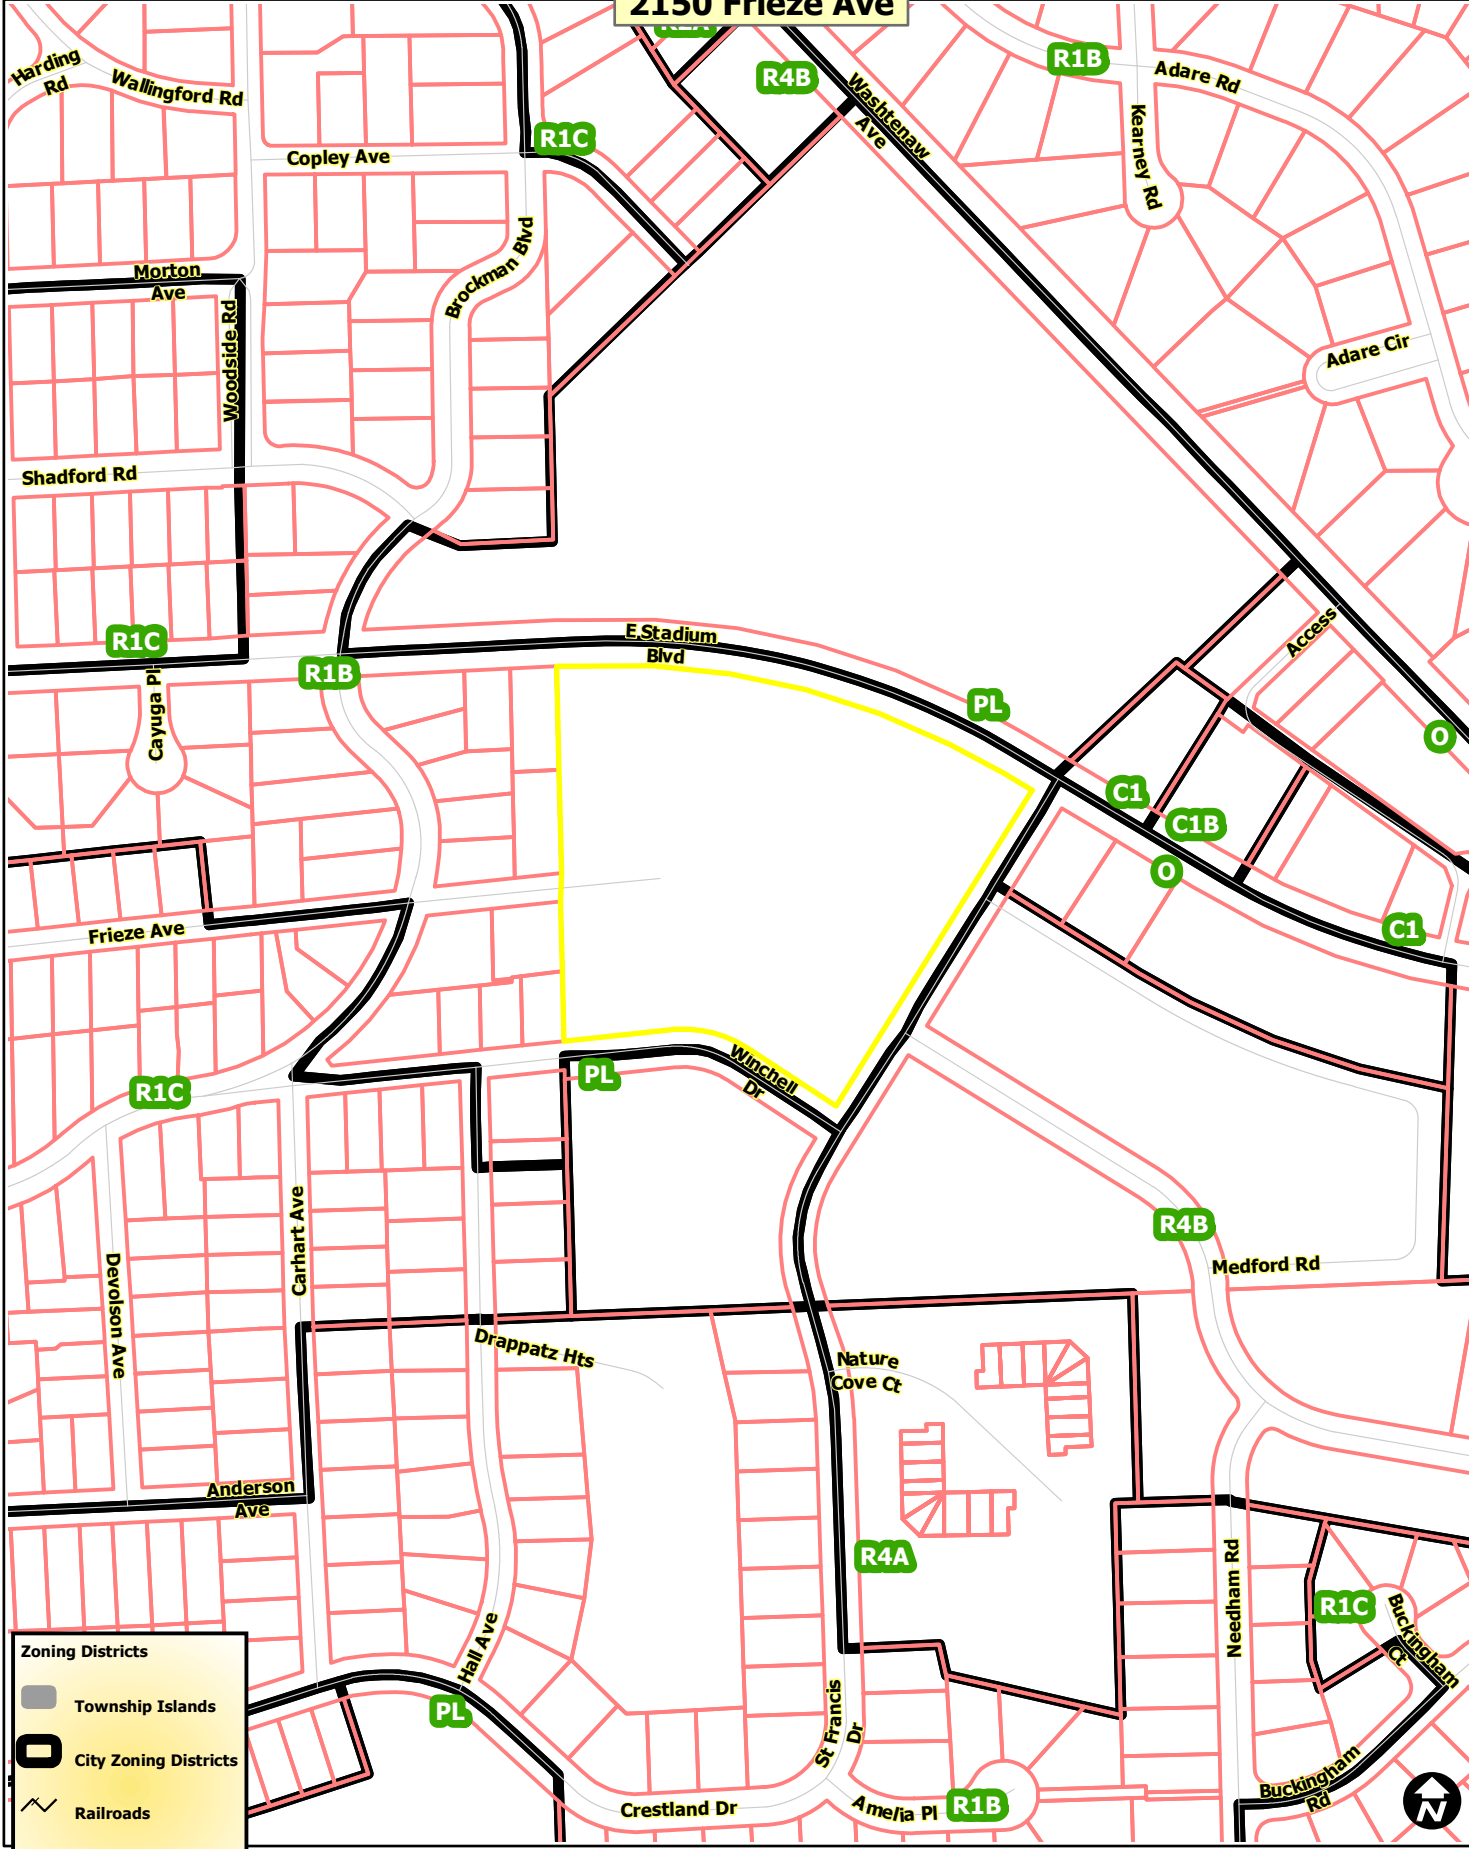 2150 Frieze Ave
R4B
R1B
Adare Rd
Harding
Rd
Wallingford Rd
Washtenaw
Ave
Kearney Rd
R1C
Copley Ave
Brockman Blvd
Morton
Ave
Woodside Rd
Adare Cir
Shadford Rd
R1C
E Stadium
Blvd
Access
R1B
Cayuga Pl
PL
O
C1
C1B
O
Frieze Ave
C1
Winchell
Dr
PL
R1C
Carhart Ave
R4B
Medford Rd
Devolson Ave
Drappatz Hts
Nature
Cove Ct
Anderson
Ave
R4A
Needham Rd
R1C
Buckingham
Ct
Hall Ave
PL
St Francis
Dr
Buckingham
Rd
Crestland Dr
Amelia Pl
R1B
Zoning Districts
Township Islands
City Zoning Districts
Railroads
N